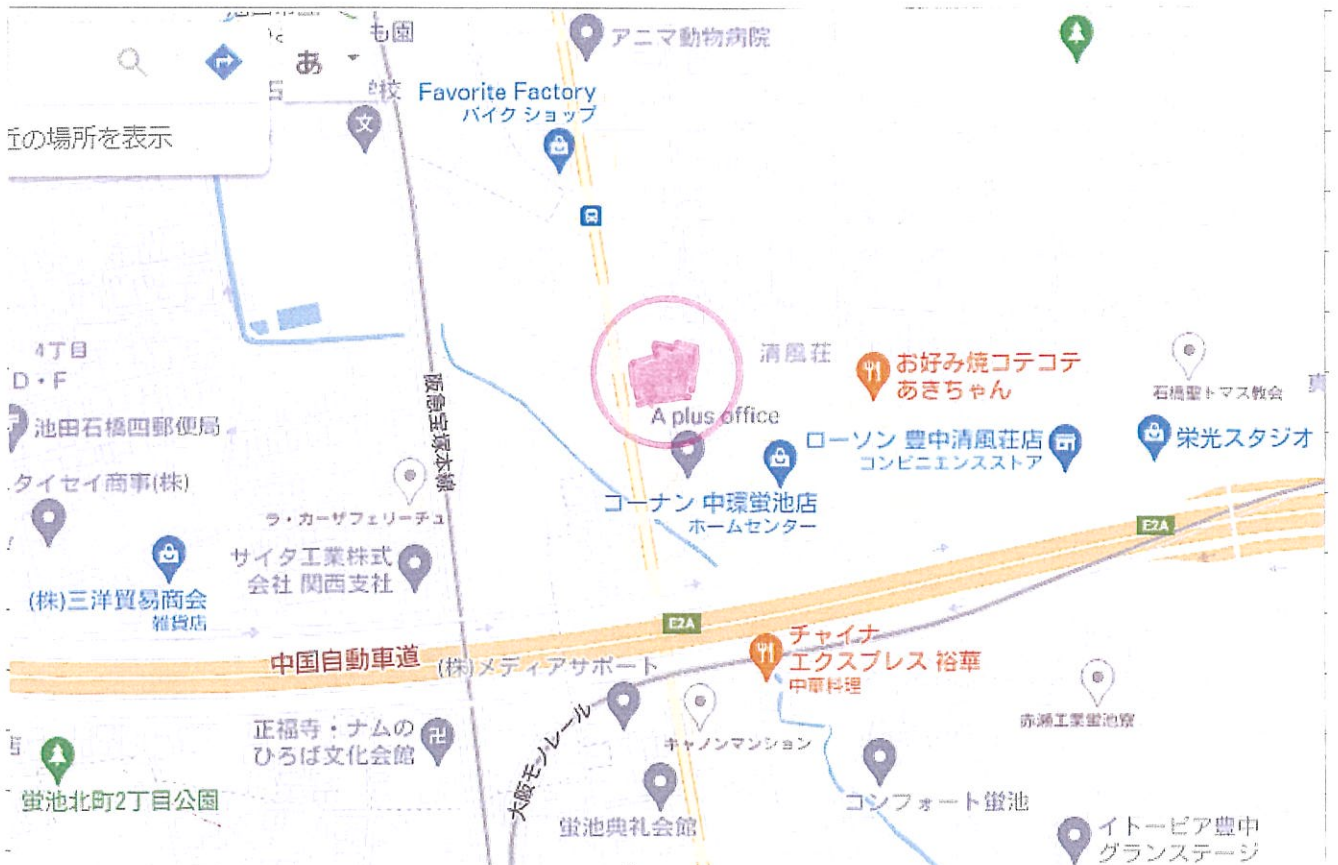 も園
アニマ動物病院
あ
校
Favorite Factory
バイク ショップ
近の場所を表示
文
4丁目
D・F
清風荘
お好み焼コテコテ
あきちゃん
石橋聖トマス教会
阪急宝塚本線
A plus office
池田石橋四郵便局
ローソン 豊中清風荘店
コンビニエンスストア
栄光スタジオ
タイセイ商事(株)
コーナン 中環蛍池店
ホームセンター
ラ・カーザフェリーチェ
E2A
サイタ工業株式
会社 関西支社
(株)三洋貿易商会
雑貨店
E2A
チャイナ
エクスプレス 裕華
中華料理
中国自動車道
(株)メディアサポート
赤瀬工業蛍池寮
正福寺・ナムの
ひろば文化会館
大阪モノレール
キャノンマンション
蛍池北町2丁目公園
コンフォート蛍池
蛍池典礼会館
イトーピア豊中
グランステージ